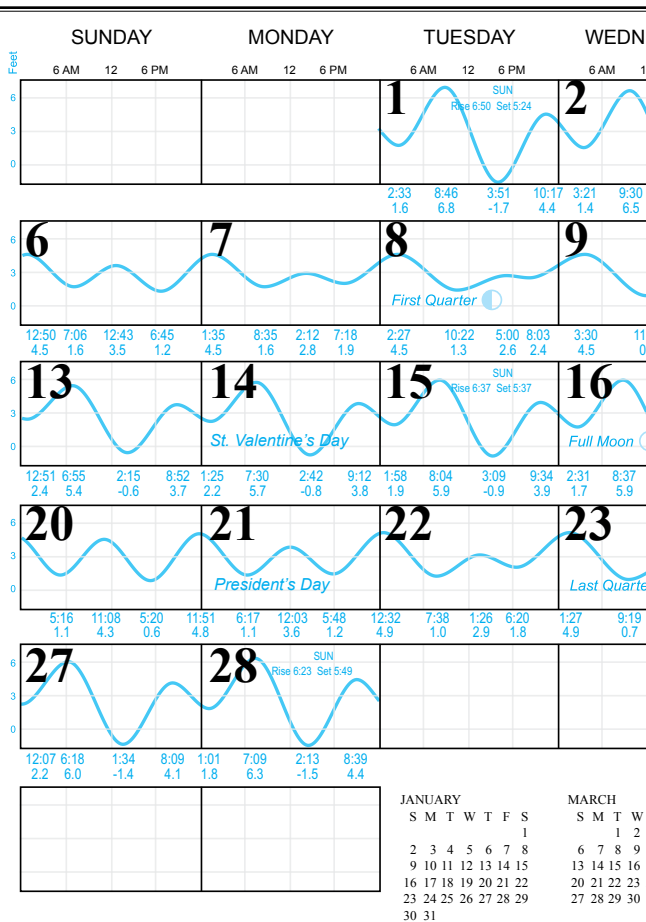 SUNDAY MONDAY TUESDAY WEDN
Feet
6 AM 12 6 PM 6 AM 12 6 PM 6 AM 12 6 PM 6 AM 1
6
3
0
1 2
SUN
Rise 6:50 Set 5:24
2:33 8:46 3:51 10:17 3:21 9:30
1.6 6.8 -1.7 4.4 1.4 6.5
6
3
0
6 7 8 9
First Quarter
12:50 7:06 12:43 6:45 1:35 8:35 2:12 7:18 2:27 10:22 5:00 8:03 3:30 11
4.5 1.6 3.5 1.2 4.5 1.6 2.8 1.9 4.5 1.3 2.6 2.4 4.5 0
6
3
0
13 14 15 16
SUN
Rise 6:37 Set 5:37
St. Valentine's Day Full Moon
12:51 6:55 2:15 8:52 1:25 7:30 2:42 9:12 1:58 8:04 3:09 9:34 2:31 8:37
2.4 5.4 -0.6 3.7 2.2 5.7 -0.8 3.8 1.9 5.9 -0.9 3.9 1.7 5.9
6
3
0
20 21 22 23
President's Day Last Quarte
5:16 11:08 5:20 11:51 6:17 12:03 5:48 12:32 7:38 1:26 6:20 1:27 9:19
1.1 4.3 0.6 4.8 1.1 3.6 1.2 4.9 1.0 2.9 1.8 4.9 0.7
6
3
0
27 28
SUN
Rise 6:23 Set 5:49
12:07 6:18 1:34 8:09 1:01 7:09 2:13 8:39
2.2 6.0 -1.4 4.1 1.8 6.3 -1.5 4.4
JANUARY
S M T W T F S
1
2 3 4 5 6 7 8
9 10 11 12 13 14 15
16 17 18 19 20 21 22
23 24 25 26 27 28 29
30 31
MARCH
S M T W
1 2
6 7 8 9
13 14 15 16
20 21 22 23
27 28 29 30